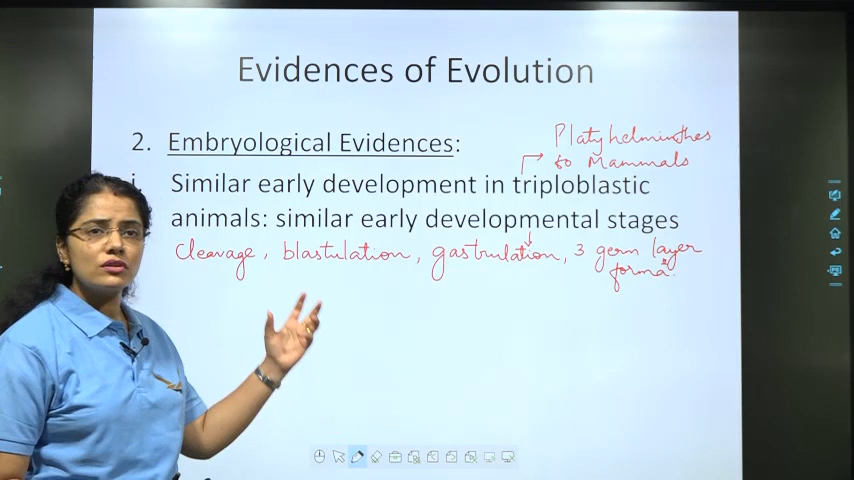 Evidences of Evolution
2. Embryological Evidences:
Platyhelminthes
to Mammals
i. Similar early development in triploblastic
animals: similar early developmental stages
Cleavage, blastulation, gastrulation, 3 germ layer
forma².